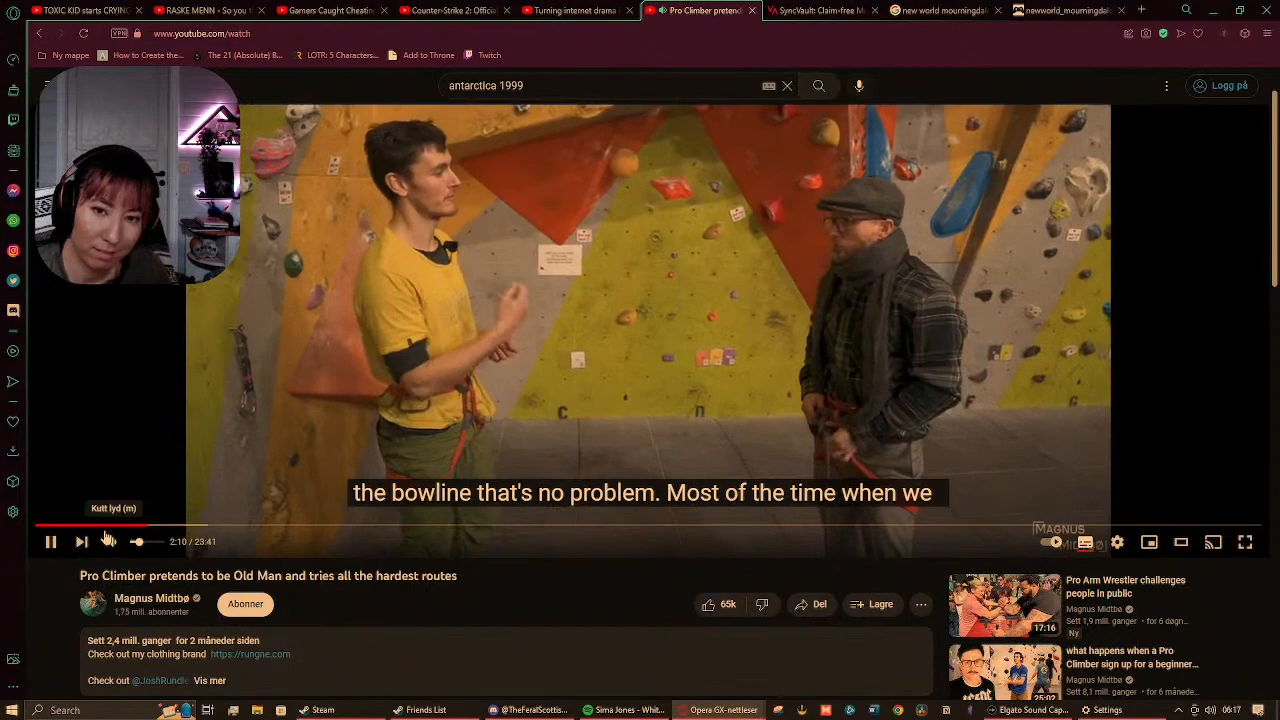 TOXIC KID starts CRYIN
RASKE MENN - So you t
Gamers Caught Cheatin
Counter-Strike 2: Offici
Turning internet drama i
Pro Climber pretend
SyncVault: Claim-free M
new world mourningdal
newworld_mourningdal
VPN
www.youtube.com/watch
Ny mappe
How to Create the...
The 21 (Absolute) B...
LOTR: 5 Characters...
Add to Throne
Twitch
antarctica 1999
Logg på
C
D
F
G
the bowline that's no problem. Most of the time when we
Kutt lyd (m)
MAGNUS
MIDTBØ
2:10 / 23:41
Pro Climber pretends to be Old Man and tries all the hardest routes
Magnus Midtbø
1,75 mill. abonnenter
Abonner
65k
Del
Lagre
Sett 2,4 mill. ganger for 2 måneder siden
Check out my clothing brand https://rungne.com
Check out @JoshRundle Vis mer
Pro Arm Wrestler challenges
people in public
Magnus Midtbø
Sett 1,9 mill. ganger • for 6 døgn...
Ny
17:16
what happens when a Pro
Climber sign up for a beginner...
Magnus Midtbø
Sett 8,1 mill. ganger • for 6 månede...
25:02
Search
Steam
Friends List
@TheFeralScottis...
Sima Jones - Whit...
Opera GX-nettleser
06:17
Elgato Sound Cap...
Settings